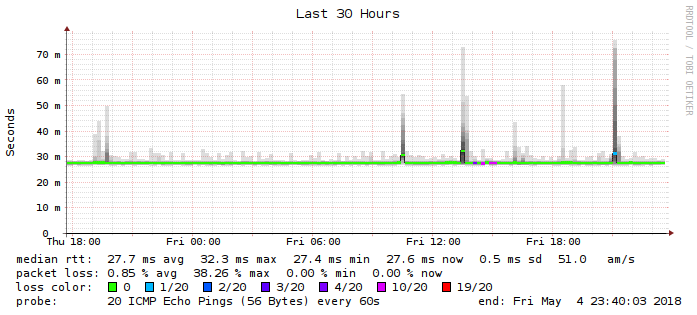 Last 30 Hours
RRDTOOL / TOBI OETIKER
Seconds
70 m
60 m
50 m
40 m
30 m
20 m
10 m
0
Thu 18:00 Fri 00:00 Fri 06:00 Fri 12:00 Fri 18:00
median rtt: 27.7 ms avg 32.3 ms max 27.4 ms min 27.6 ms now 0.5 ms sd 51.0 am/s
packet loss: 0.85 % avg 38.26 % max 0.00 % min 0.00 % now
loss color: 0 1/20 2/20 3/20 4/20 10/20 19/20
probe: 20 ICMP Echo Pings (56 Bytes) every 60s end: Fri May 4 23:40:03 2018